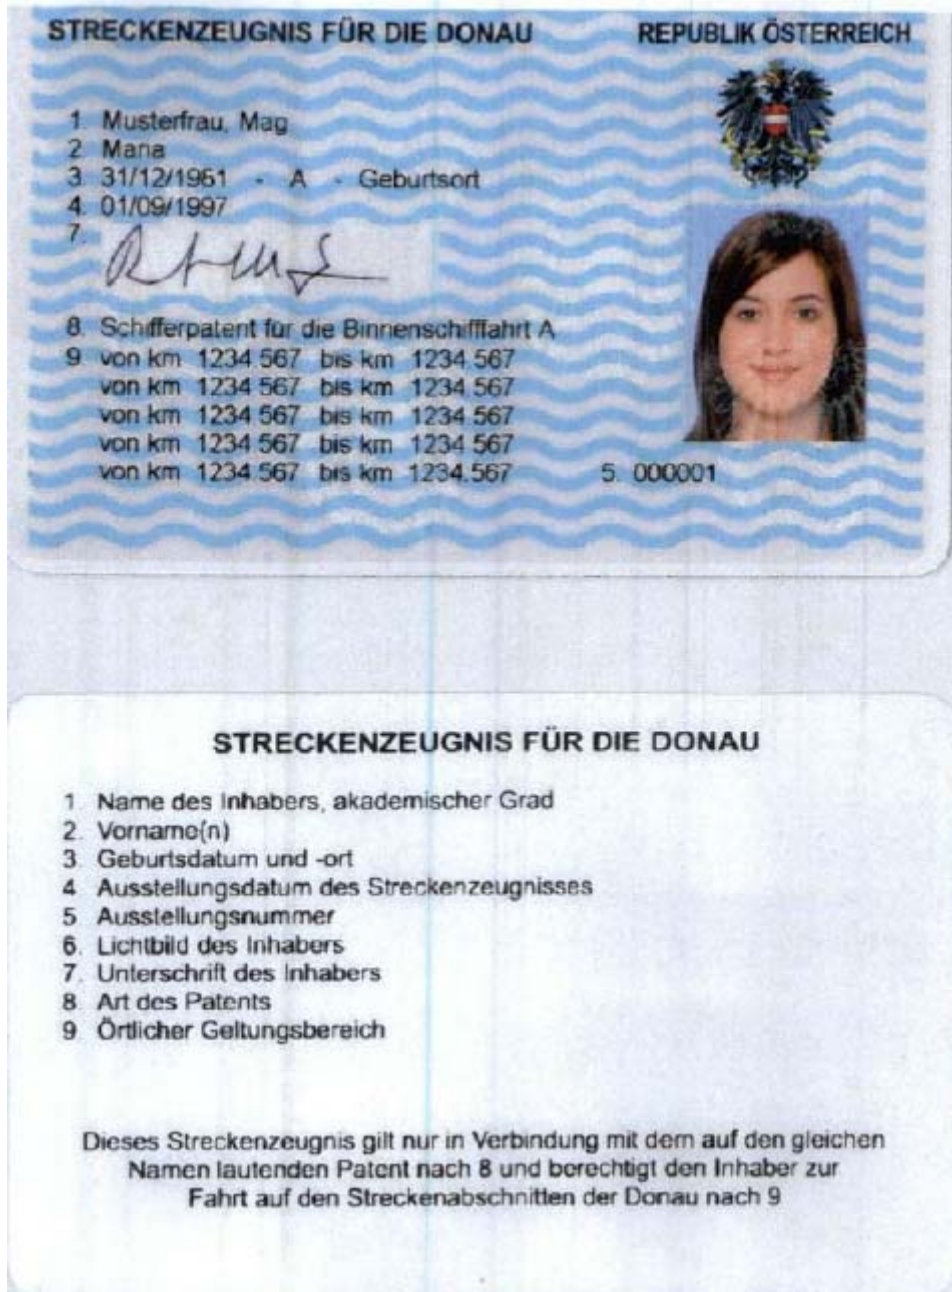 STRECKENZEUGNIS FÜR DIE DONAU
REPUBLIK ÖSTERREICH
1. Musterfrau, Mag
2 Maria
3. 31/12/1961 - A - Geburtsort
4. 01/09/1997
7.
8. Schifferpatent für die Binnenschifffahrt A
9 von km 1234.567 bis km 1234.567
von km 1234.567 bis km 1234.567
von km 1234.567 bis km 1234.567
von km 1234.567 bis km 1234.567
von km 1234.567 bis km 1234.567
5. 000001
STRECKENZEUGNIS FÜR DIE DONAU
1. Name des Inhabers, akademischer Grad
2. Vorname(n)
3. Geburtsdatum und -ort
4 Ausstellungsdatum des Streckenzeugnisses
5 Ausstellungsnummer
6. Lichtbild des Inhabers
7. Unterschrift des Inhabers
8 Art des Patents
9 Örtlicher Geltungsbereich
Dieses Streckenzeugnis gilt nur in Verbindung mit dem auf den gleichen
Namen lautenden Patent nach 8 und berechtigt den Inhaber zur
Fahrt auf den Streckenabschnitten der Donau nach 9